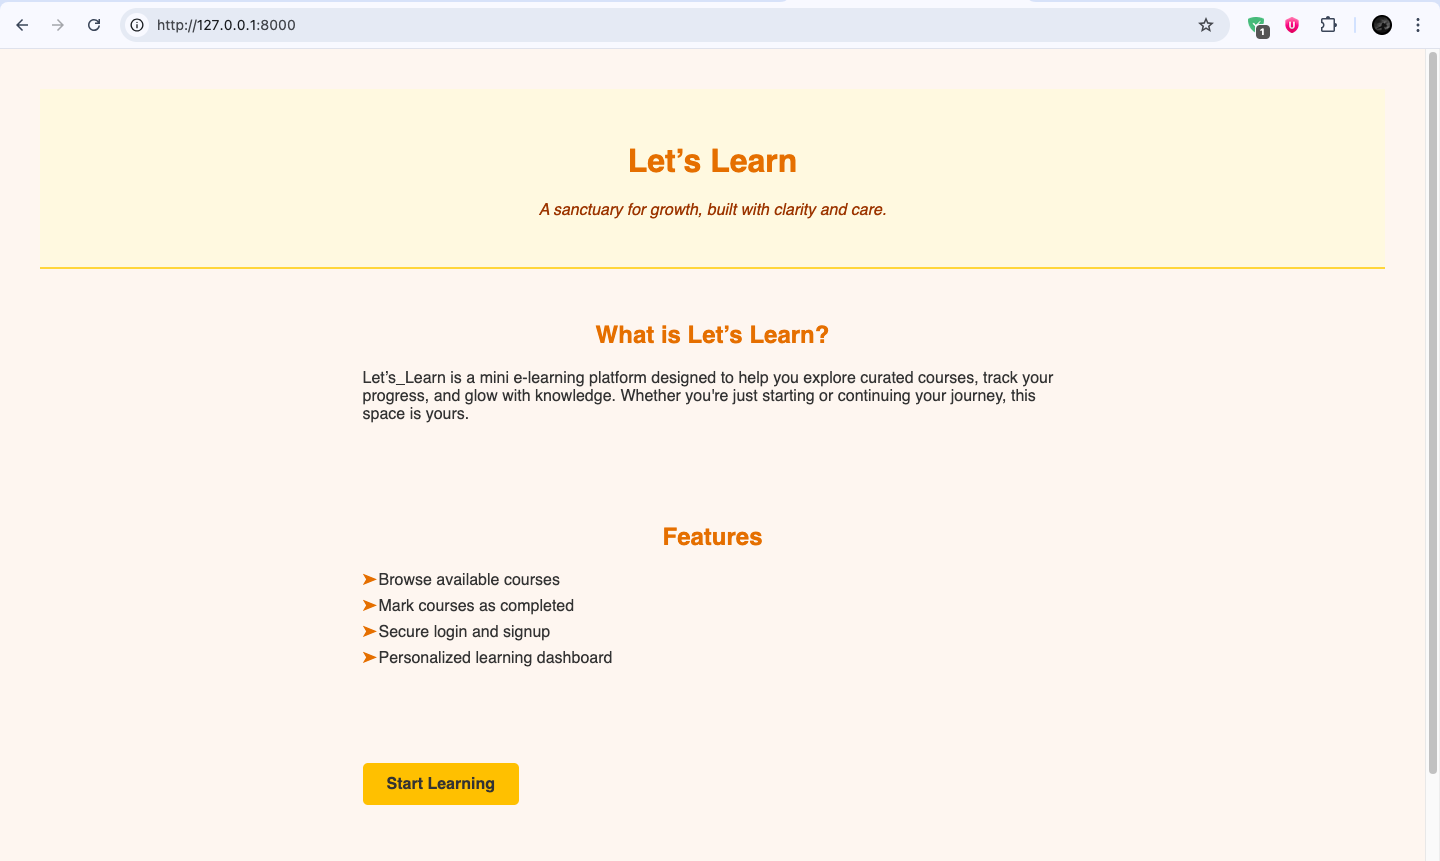 http://127.0.0.1:8000
1
U
Let’s Learn
A sanctuary for growth, built with clarity and care.
What is Let’s Learn?
Let’s_Learn is a mini e-learning platform designed to help you explore curated courses, track your
progress, and glow with knowledge. Whether you're just starting or continuing your journey, this
space is yours.
Features
➤Browse available courses
➤Mark courses as completed
➤Secure login and signup
➤Personalized learning dashboard
Start Learning